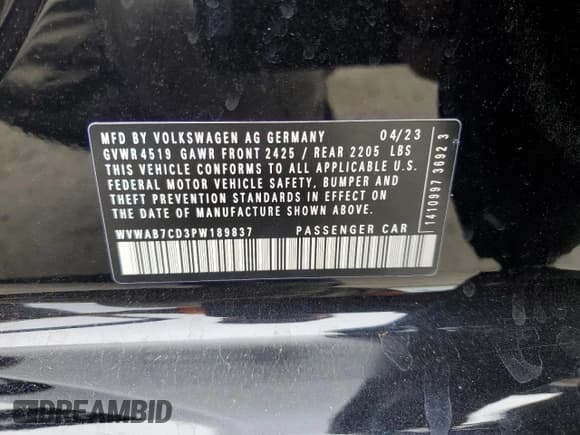 MFD BY VOLKSWAGEN AG GERMANY 04/23
GVWR 4519 GAWR FRONT 2425 / REAR 2205 LBS
THIS VEHICLE CONFORMS TO ALL APPLICABLE U.S.
FEDERAL MOTOR VEHICLE SAFETY, BUMPER AND
THEFT PREVENTION STANDARDS IN EFFECT ON
THE DATE OF MANUFACTURE SHOWN ABOVE.
WVWAB7CD3PW189837 PASSENGER CAR
1410997 3692 3
DREAMBID